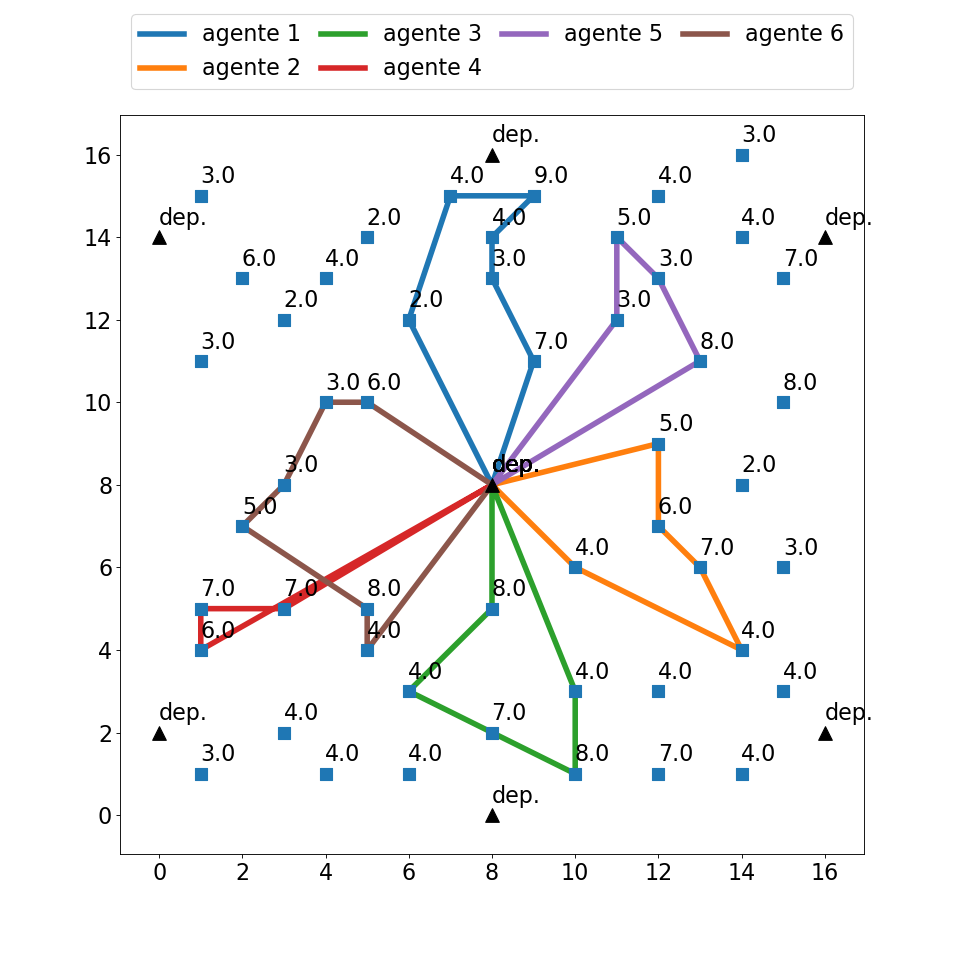 agente 1 agente 3 agente 5 agente 6
agente 2 agente 4
dep. 3.0
16
3.0 4.0 9.0 4.0
dep. 2.0 4.0 5.0 4.0 dep.
14
6.0 4.0 3.0 3.0 7.0
2.0 2.0 3.0
12
3.0 7.0 8.0
3.0 6.0 8.0
10
5.0
3.0 dep. 2.0
8
5.0 6.0
4.0 7.0 3.0
6
7.0 7.0 8.0 8.0
6.0 4.0 4.0
4
4.0 4.0 4.0 4.0
dep. 4.0 7.0 dep.
2
3.0 4.0 4.0 8.0 7.0 4.0
dep.
0
0 2 4 6 8 10 12 14 16